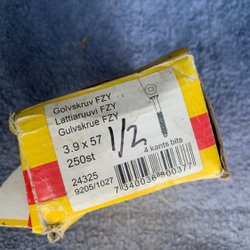 Golvskruv FZY
Lattiaruuvi FZY
Gulvskrue FZY
3.9 x 57
1/2
250st
4 kants bits
24325
9205/1027
7 340036 800377